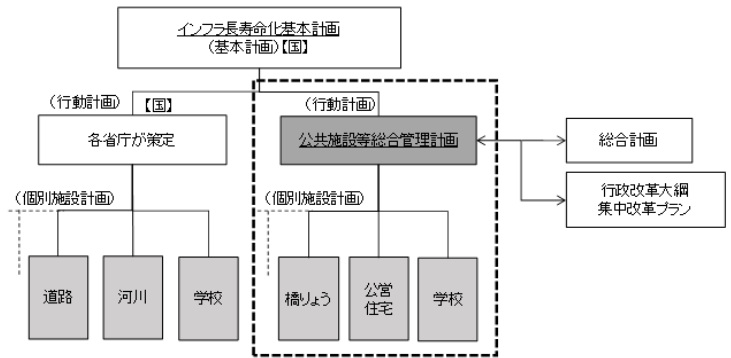 インフラ長寿命化基本計画
(基本計画)【国】
(行動計画)
【国】
(行動計画)
各省庁が策定
公共施設等総合管理計画
総合計画
行政改革大綱
集中改革プラン
(個別施設計画)
(個別施設計画)
道路
河川
学校
橋りょう
公営
住宅
学校